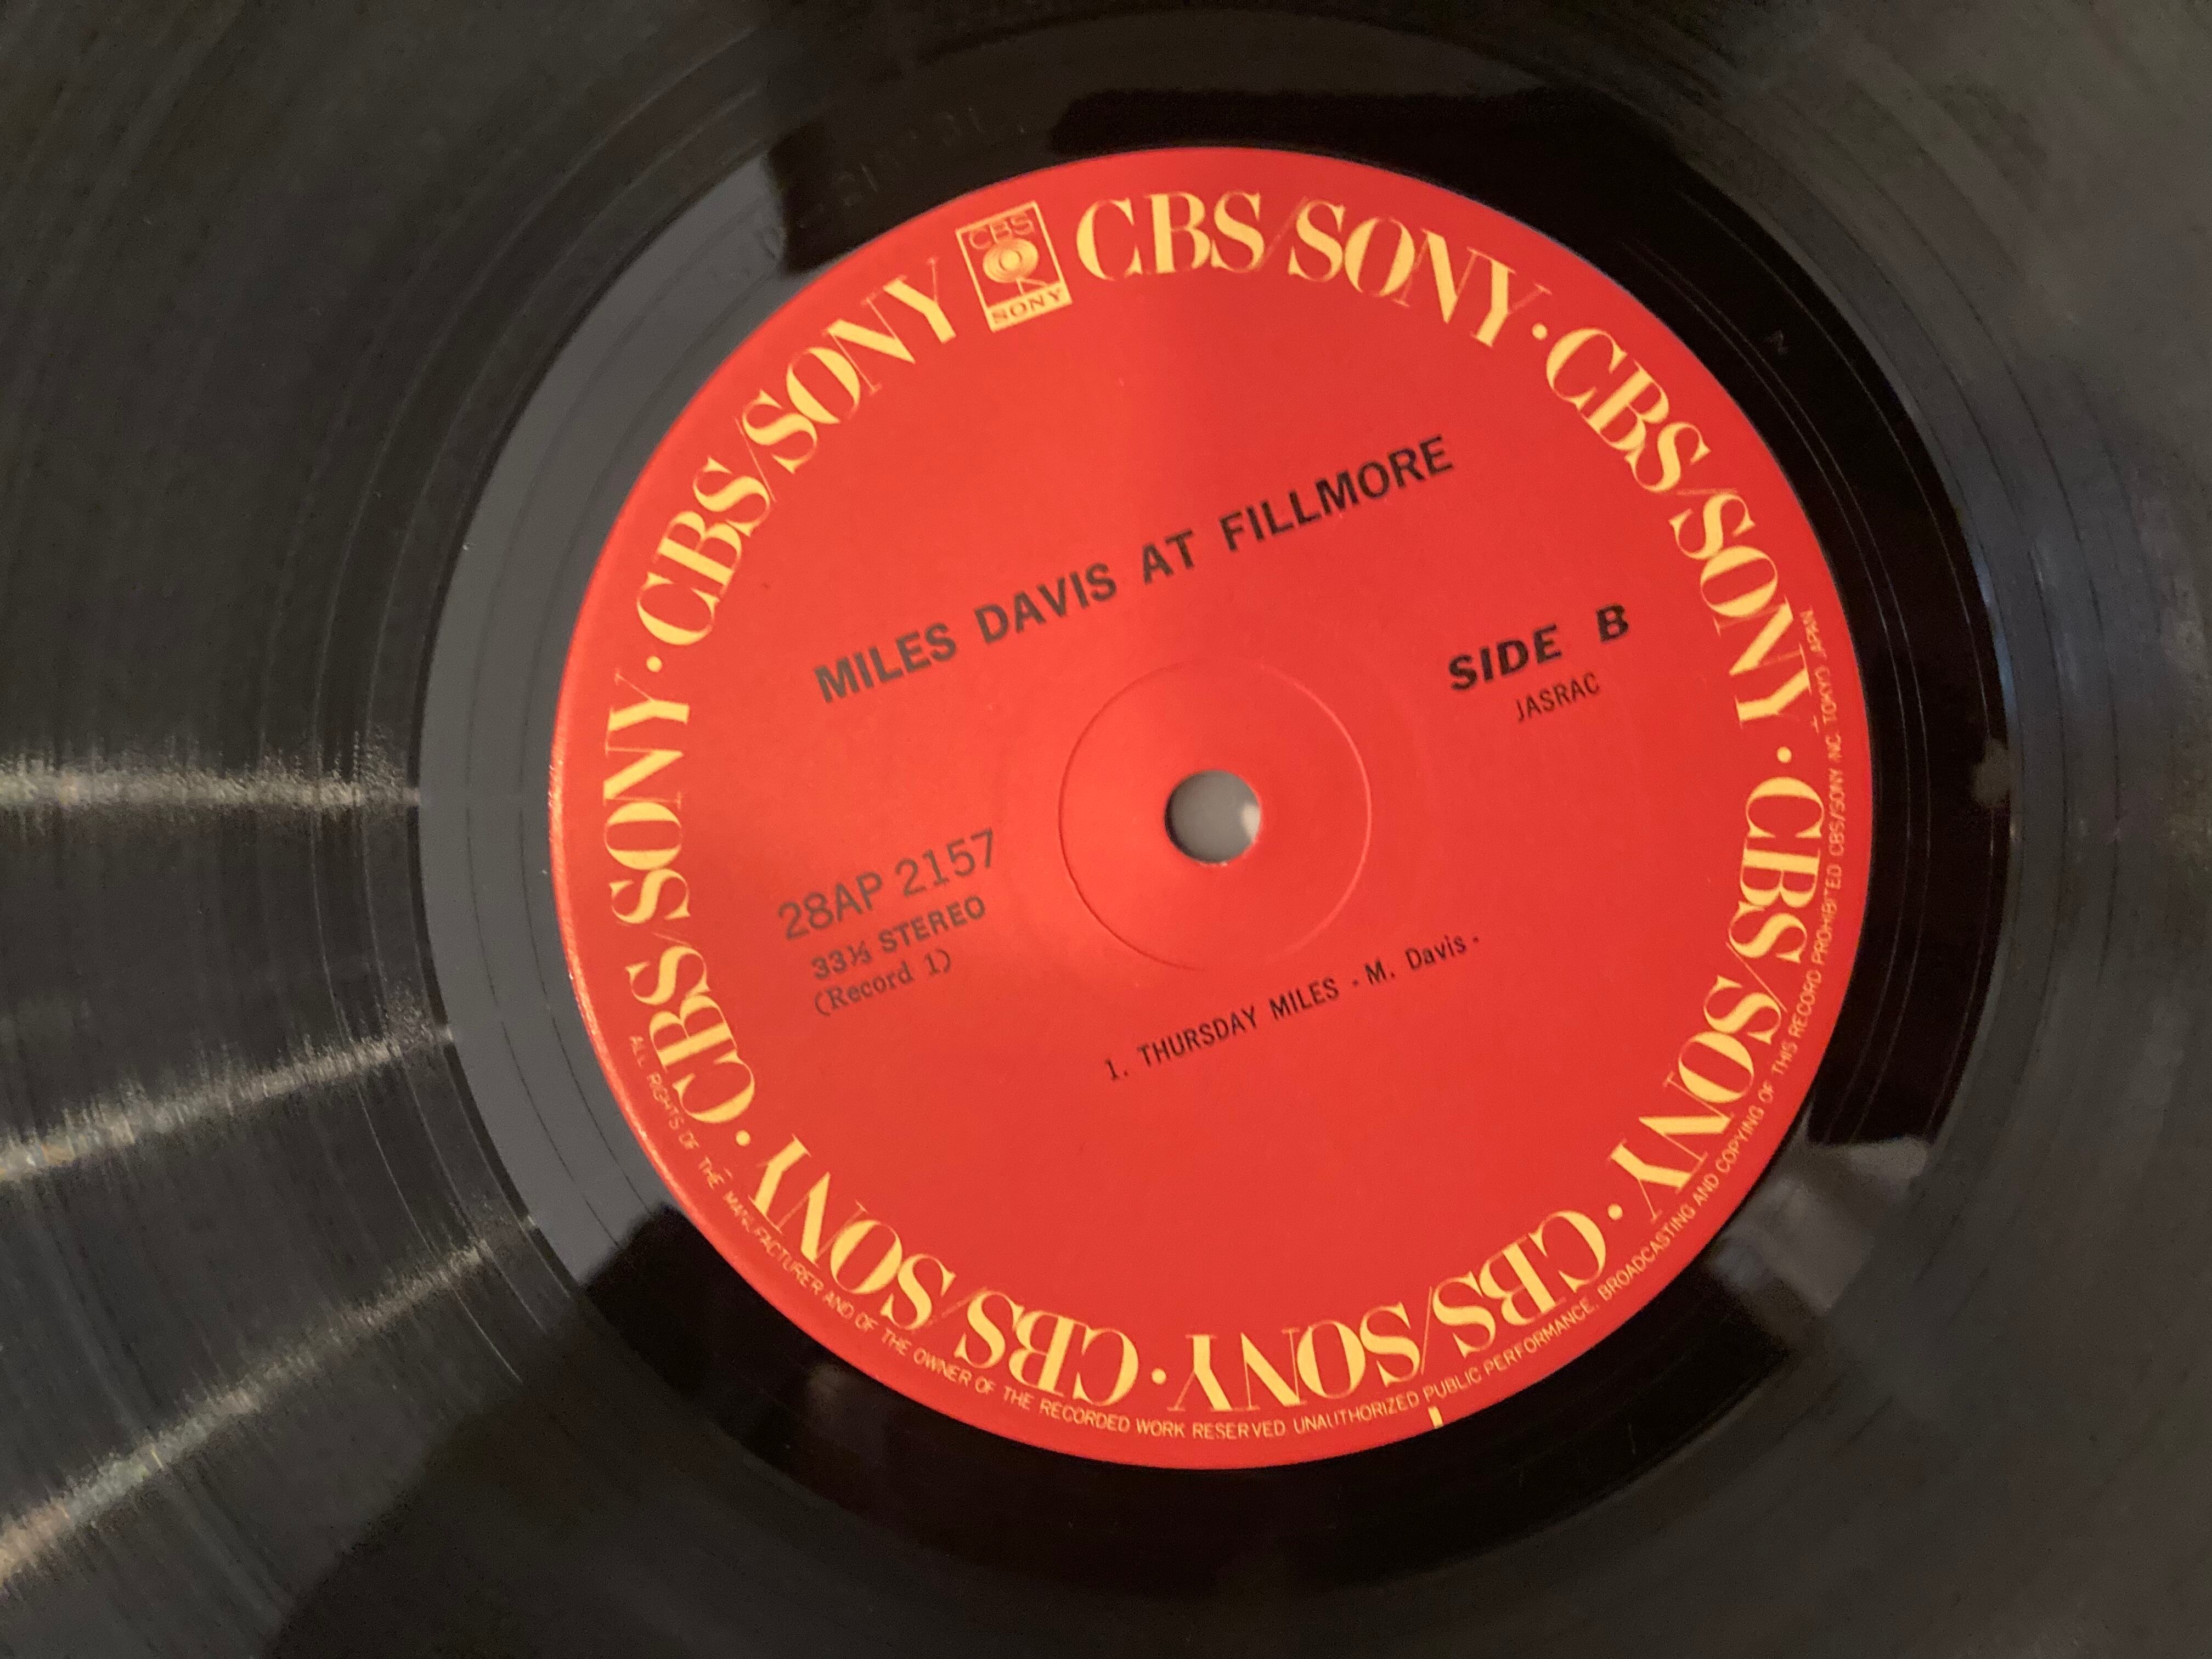 CBS
SONY
CBS/SONY · CBS/SONY · CBS/SONY · CBS/SONY · CBS/SONY · CBS/SONY · CBS/SONY
MILES DAVIS AT FILLMORE
SIDE B
JASRAC
28AP 2157
33⅓ STEREO
(Record 1)
1. THURSDAY MILES - M. Davis -
ALL RIGHTS OF THE MANUFACTURER AND OF THE OWNER OF THE RECORDED WORK RESERVED. UNAUTHORIZED PUBLIC PERFORMANCE. BROADCASTING AND COPYING OF THIS RECORD PROHIBITED CBS/SONY INC. TOKYO JAPAN